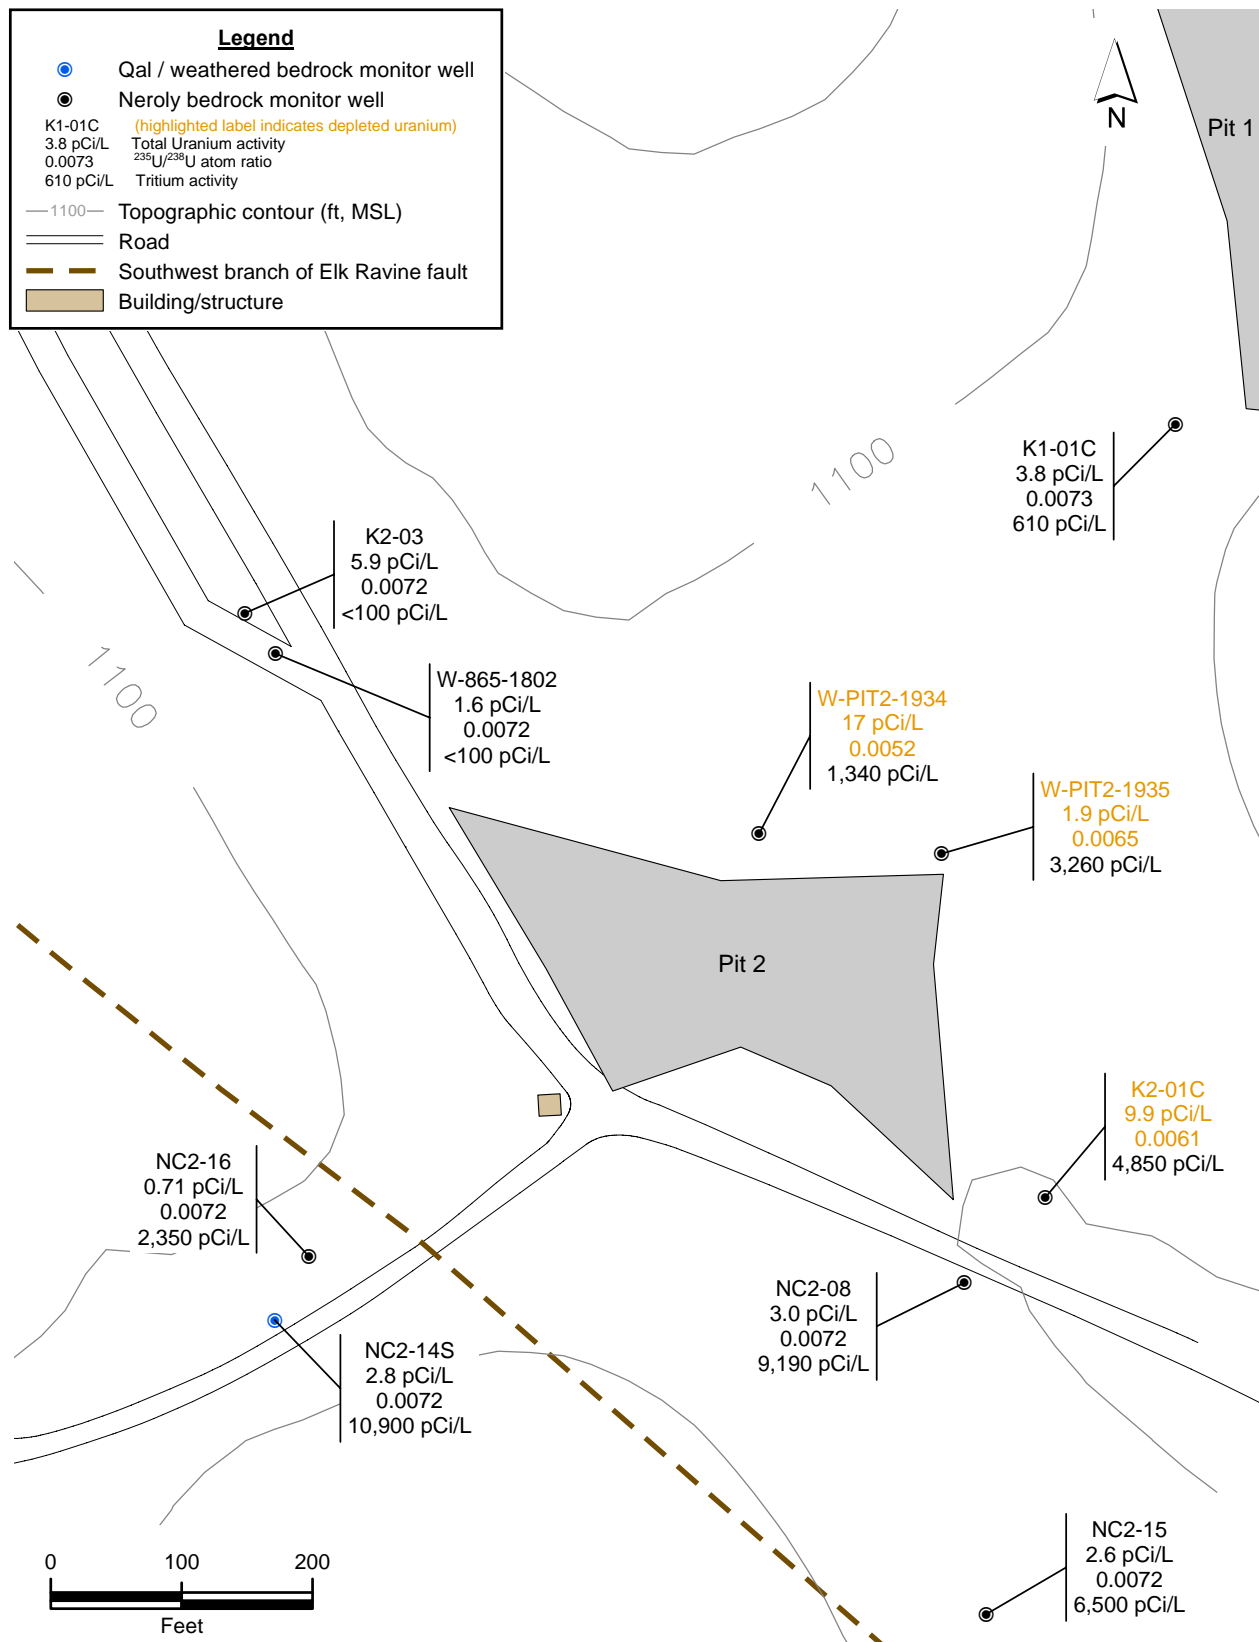 Legend
Qal / weathered bedrock monitor well
Neroly bedrock monitor well
K1-01C (highlighted label indicates depleted uranium)
3.8 pCi/L Total Uranium activity
0.0073 ²³⁵U/²³⁸U atom ratio
610 pCi/L Tritium activity
1100 Topographic contour (ft, MSL)
Road
Southwest branch of Elk Ravine fault
Building/structure
N
Pit 1
1100
K1-01C
3.8 pCi/L
0.0073
610 pCi/L
K2-03
5.9 pCi/L
0.0072
<100 pCi/L
1100
W-865-1802
1.6 pCi/L
0.0072
<100 pCi/L
W-PIT2-1934
17 pCi/L
0.0052
1,340 pCi/L
W-PIT2-1935
1.9 pCi/L
0.0065
3,260 pCi/L
Pit 2
K2-01C
9.9 pCi/L
0.0061
4,850 pCi/L
NC2-16
0.71 pCi/L
0.0072
2,350 pCi/L
NC2-08
3.0 pCi/L
0.0072
9,190 pCi/L
NC2-14S
2.8 pCi/L
0.0072
10,900 pCi/L
NC2-15
2.6 pCi/L
0.0072
6,500 pCi/L
0 100 200
Feet